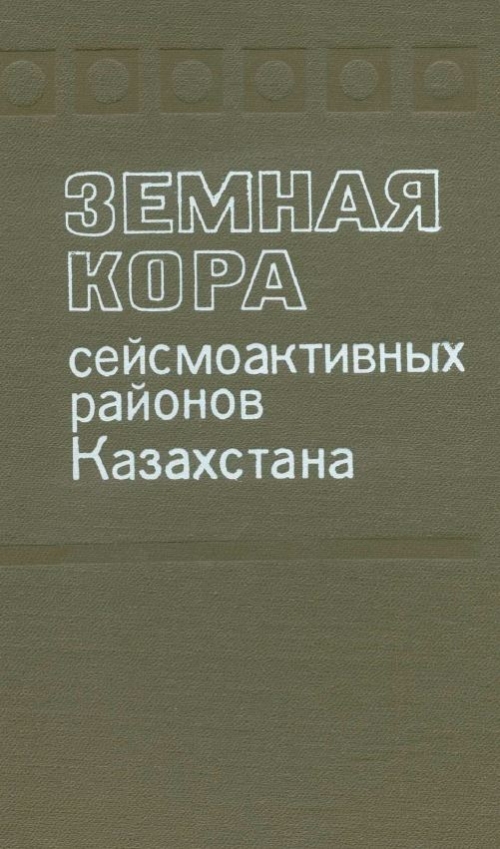 ЗЕМНАЯ
КОРА
сейсмоактивных
районов
Казахстана